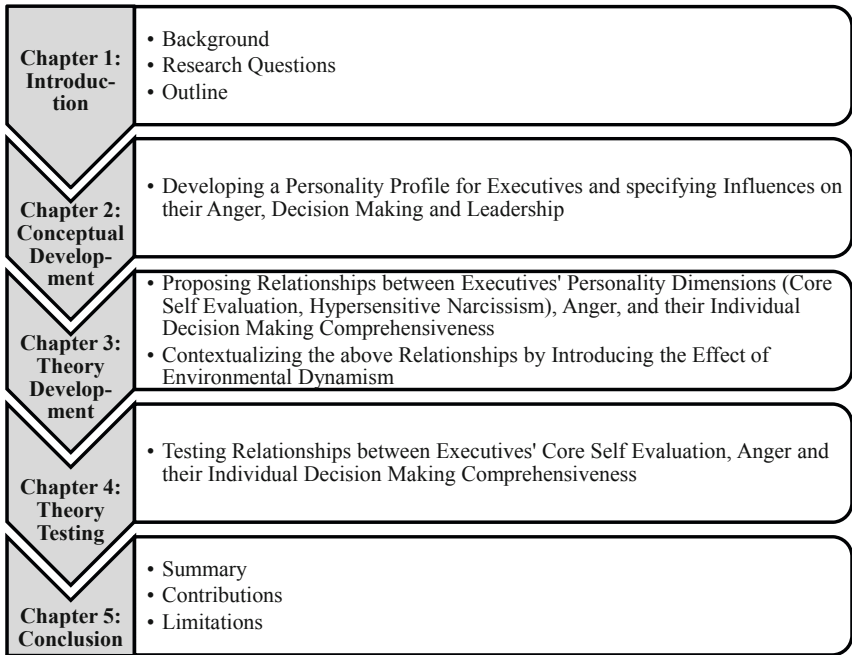 Chapter 1:
Introduc-
tion
• Background
• Research Questions
• Outline
Chapter 2:
Conceptual
Develop-
ment
• Developing a Personality Profile for Executives and specifying Influences on
their Anger, Decision Making and Leadership
Chapter 3:
Theory
Develop-
ment
• Proposing Relationships between Executives' Personality Dimensions (Core
Self Evaluation, Hypersensitive Narcissism), Anger, and their Individual
Decision Making Comprehensiveness
• Contextualizing the above Relationships by Introducing the Effect of
Environmental Dynamism
Chapter 4:
Theory
Testing
• Testing Relationships between Executives' Core Self Evaluation, Anger and
their Individual Decision Making Comprehensiveness
Chapter 5:
Conclusion
• Summary
• Contributions
• Limitations